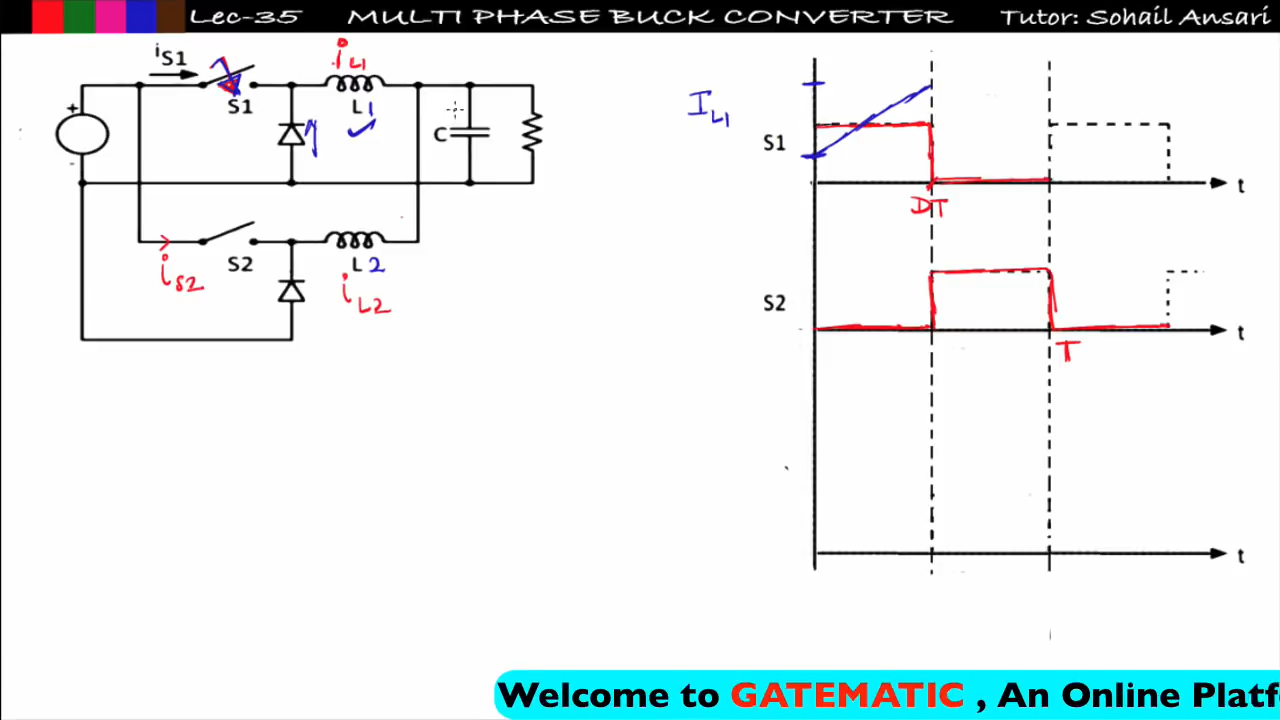 Lec-35 MULTI PHASE BUCK CONVERTER Tutor: Sohail Ansari
iS1
iL1
+
S1
L1
C
-
S2
L2
iS2
iL2
IL1
S1
t
DT
S2
t
T
t
Welcome to GATEMATIC , An Online Platf